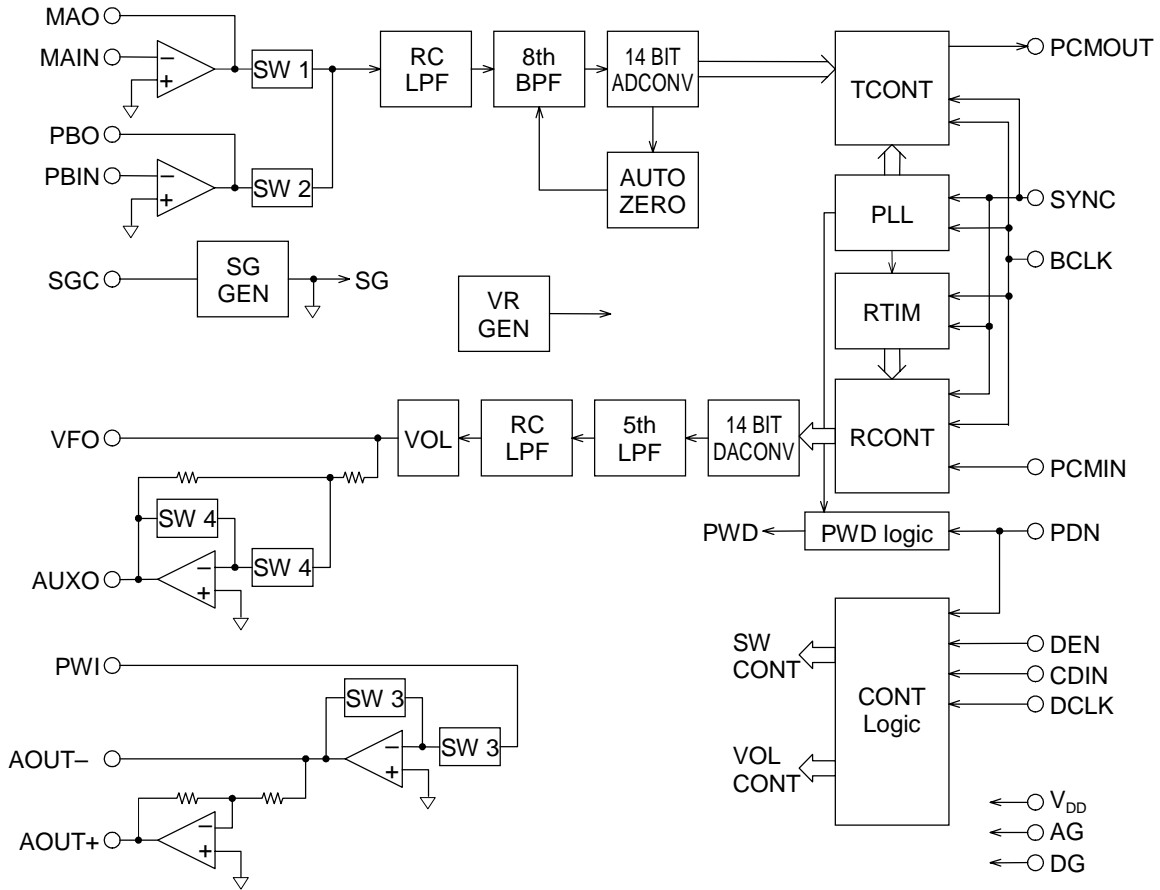 MAO
MAIN
−
+
SW 1
RC
LPF
8th
BPF
14 BIT
ADCONV
TCONT
PCMOUT
PBO
PBIN
−
+
SW 2
AUTO
ZERO
PLL
SYNC
SGC
SG
GEN
SG
VR
GEN
RTIM
BCLK
VFO
VOL
RC
LPF
5th
LPF
14 BIT
DACONV
RCONT
PCMIN
SW 4
PWD
PWD logic
PDN
AUXO
−
+
SW 4
PWI
SW 3
SW
CONT
CONT
Logic
DEN
CDIN
DCLK
AOUT–
−
+
SW 3
VOL
CONT
AOUT+
−
+
VDD
AG
DG